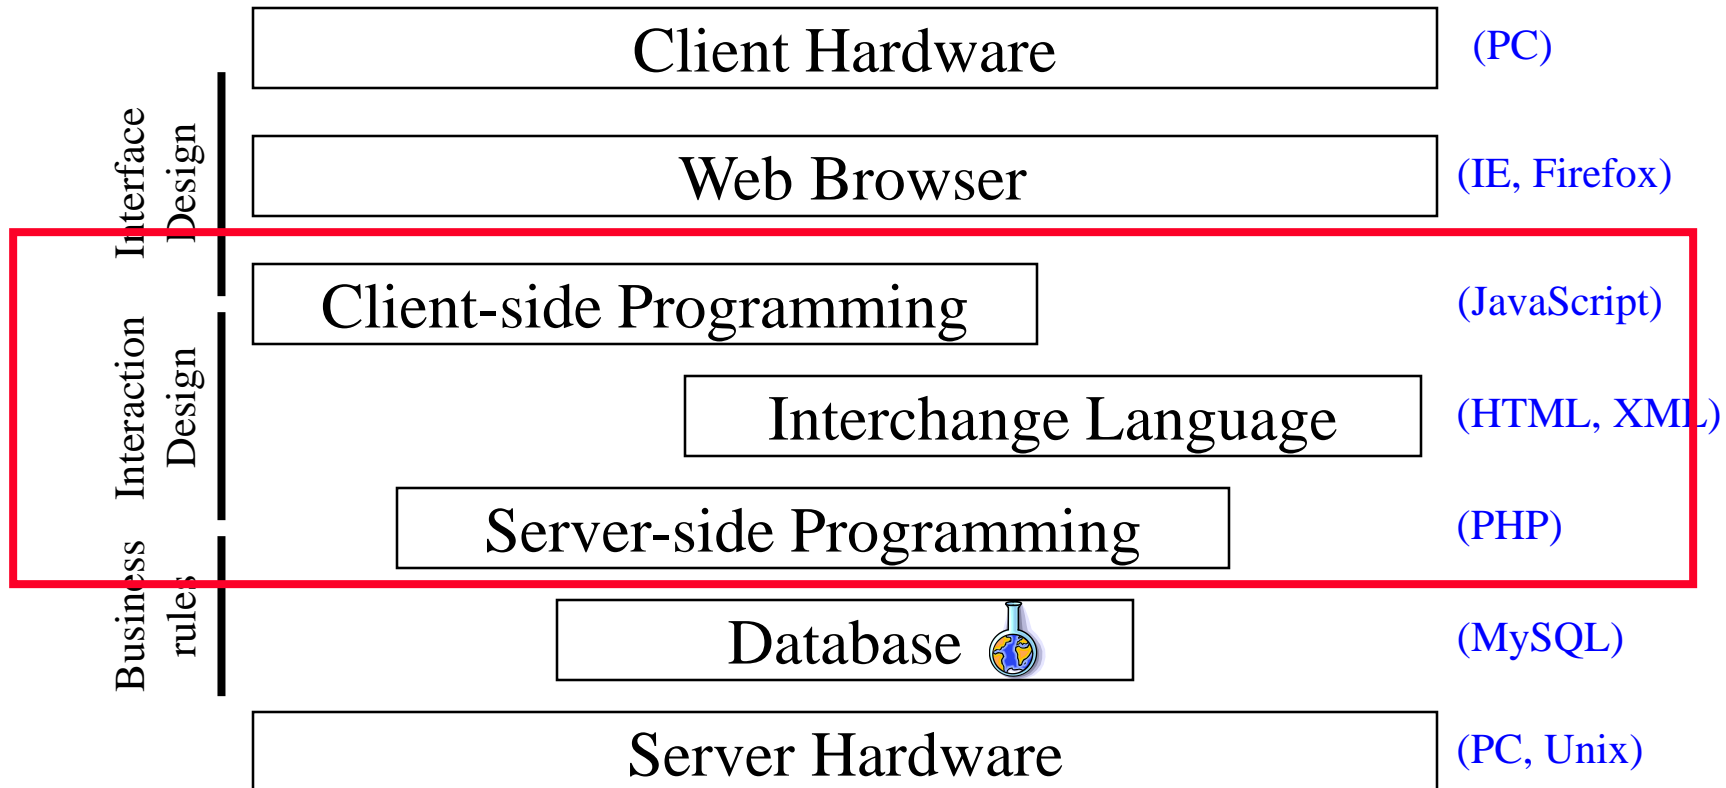 Client Hardware (PC)
Interface
Design
Web Browser (IE, Firefox)
Client-side Programming (JavaScript)
Interaction
Design
Interchange Language (HTML, XML)
Server-side Programming (PHP)
Business
rules
Database (MySQL)
Server Hardware (PC, Unix)